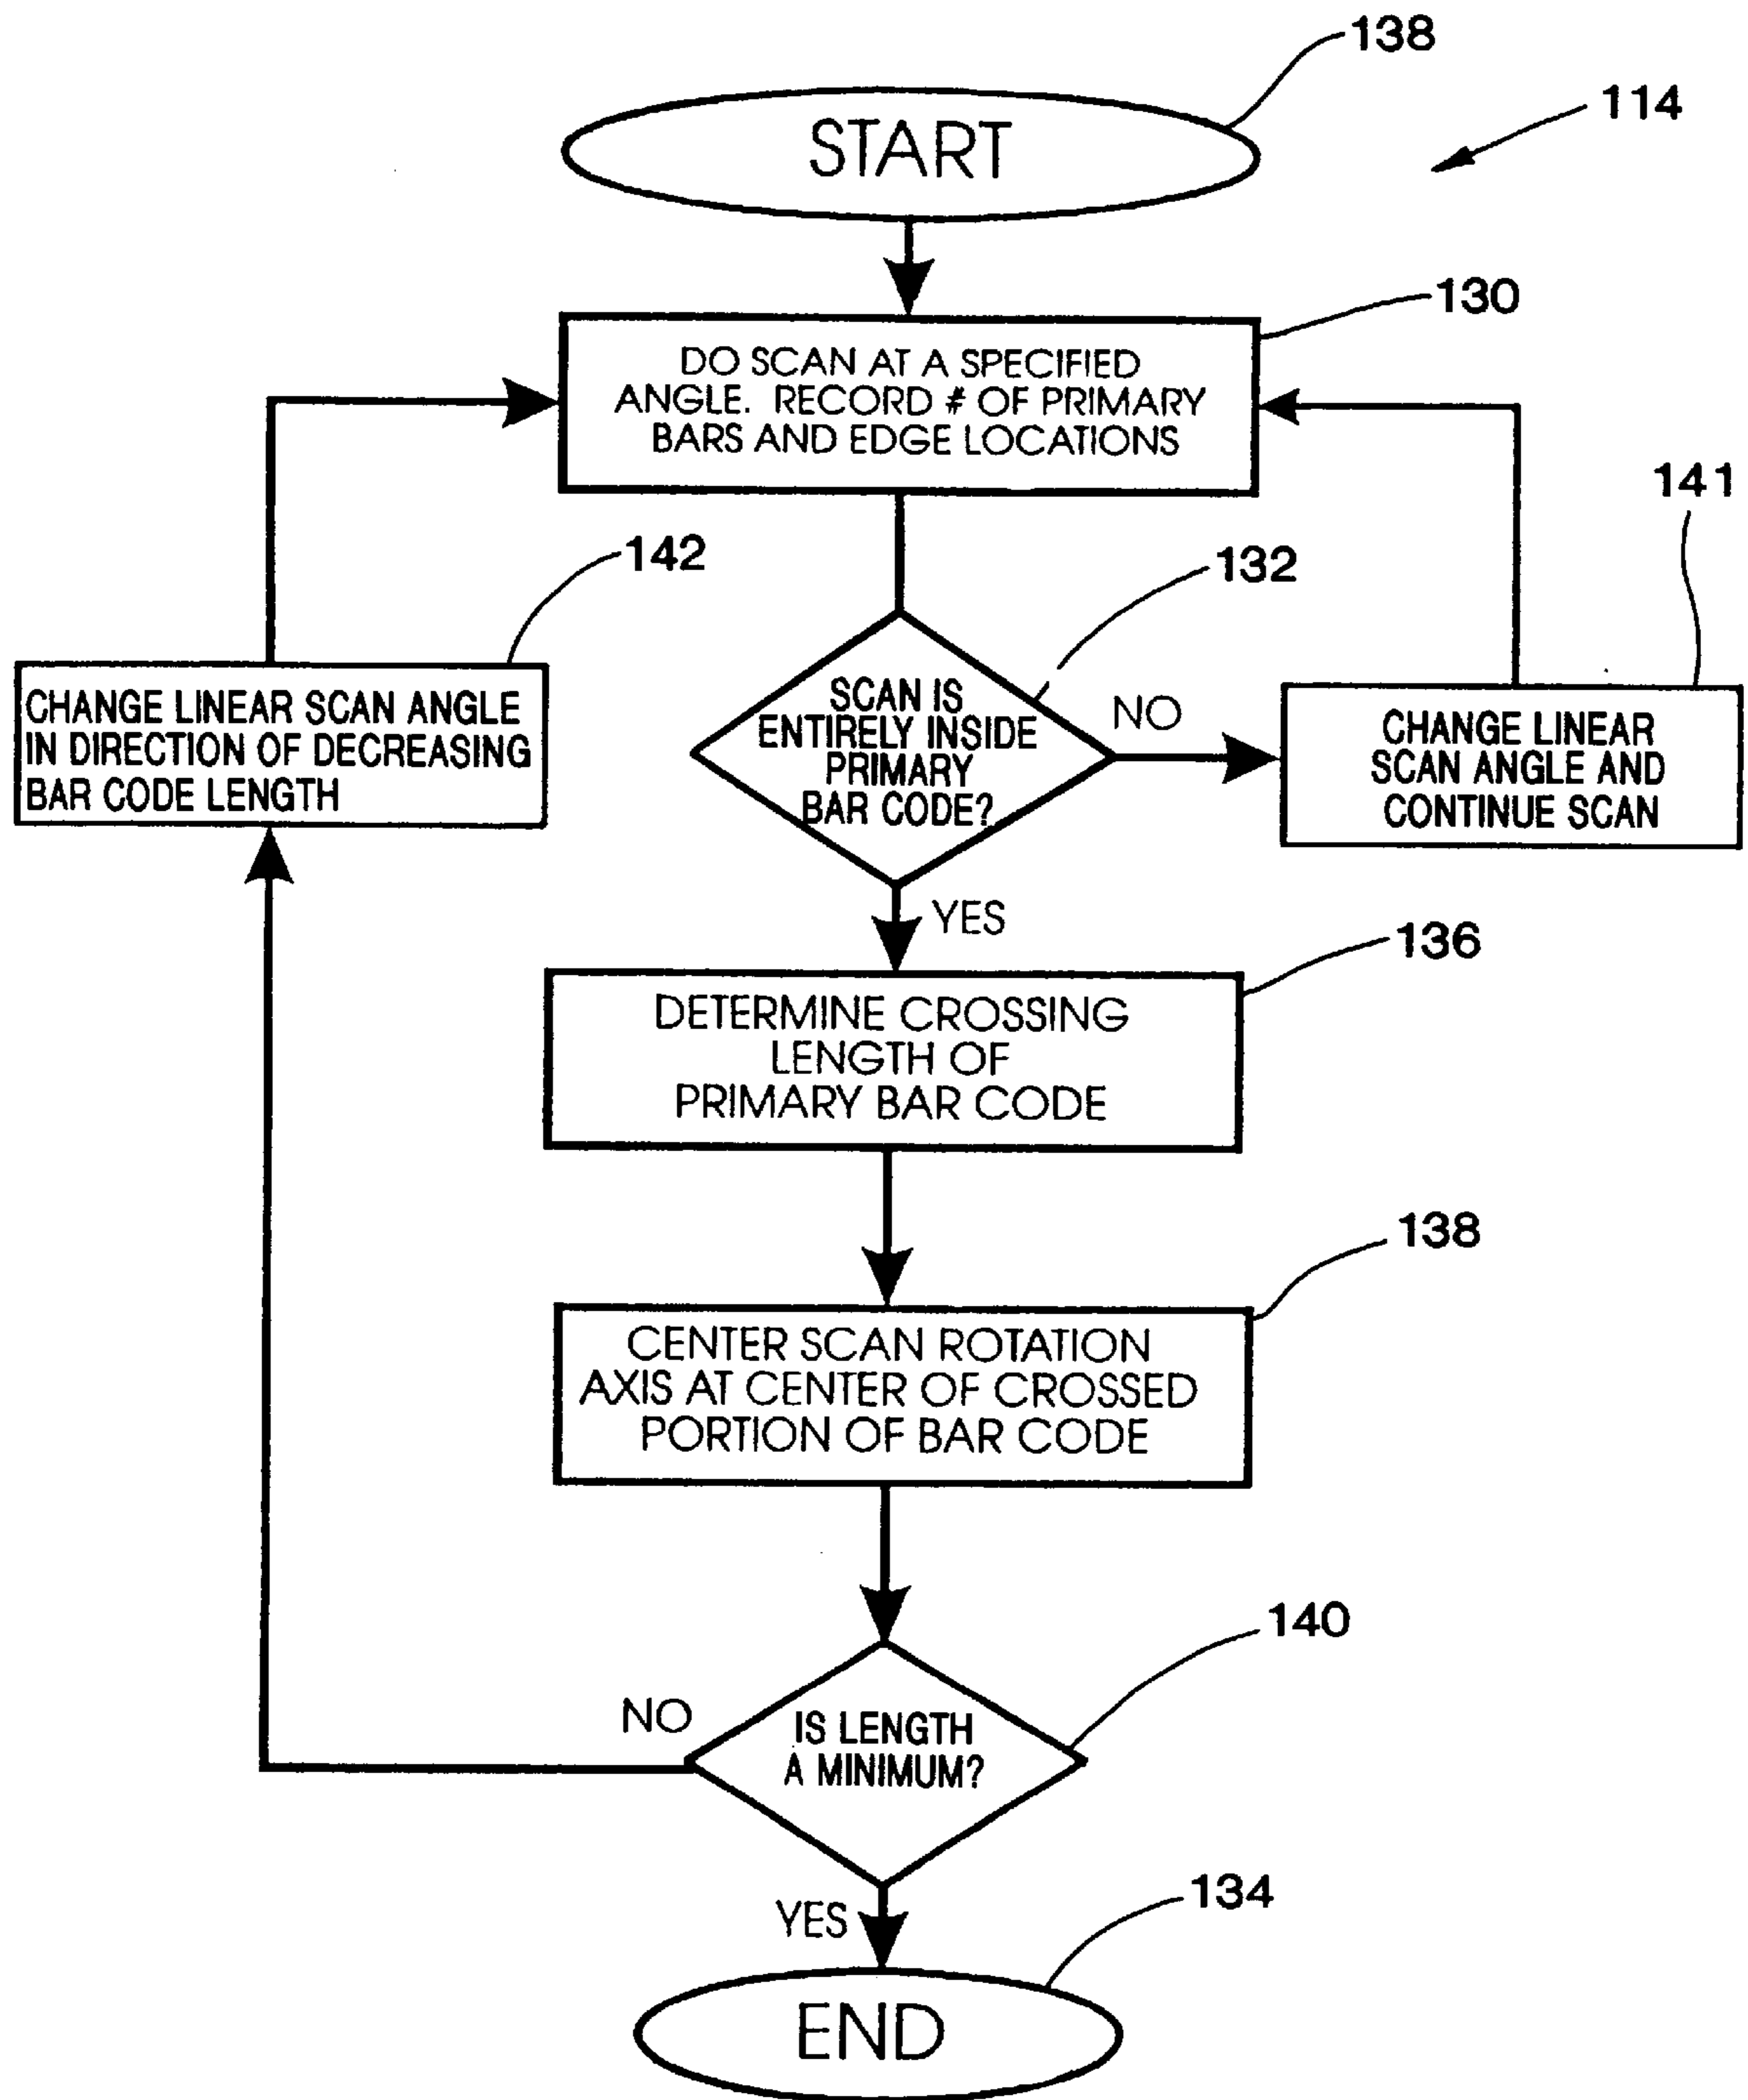 138
114
START
130
DO SCAN AT A SPECIFIED
ANGLE. RECORD # OF PRIMARY
BARS AND EDGE LOCATIONS
141
142
132
CHANGE LINEAR SCAN ANGLE
IN DIRECTION OF DECREASING
BAR CODE LENGTH
SCAN IS
ENTIRELY INSIDE
PRIMARY
BAR CODE?
NO
CHANGE LINEAR
SCAN ANGLE AND
CONTINUE SCAN
YES
136
DETERMINE CROSSING
LENGTH OF
PRIMARY BAR CODE
138
CENTER SCAN ROTATION
AXIS AT CENTER OF CROSSED
PORTION OF BAR CODE
140
NO
IS LENGTH
A MINIMUM?
134
YES
END